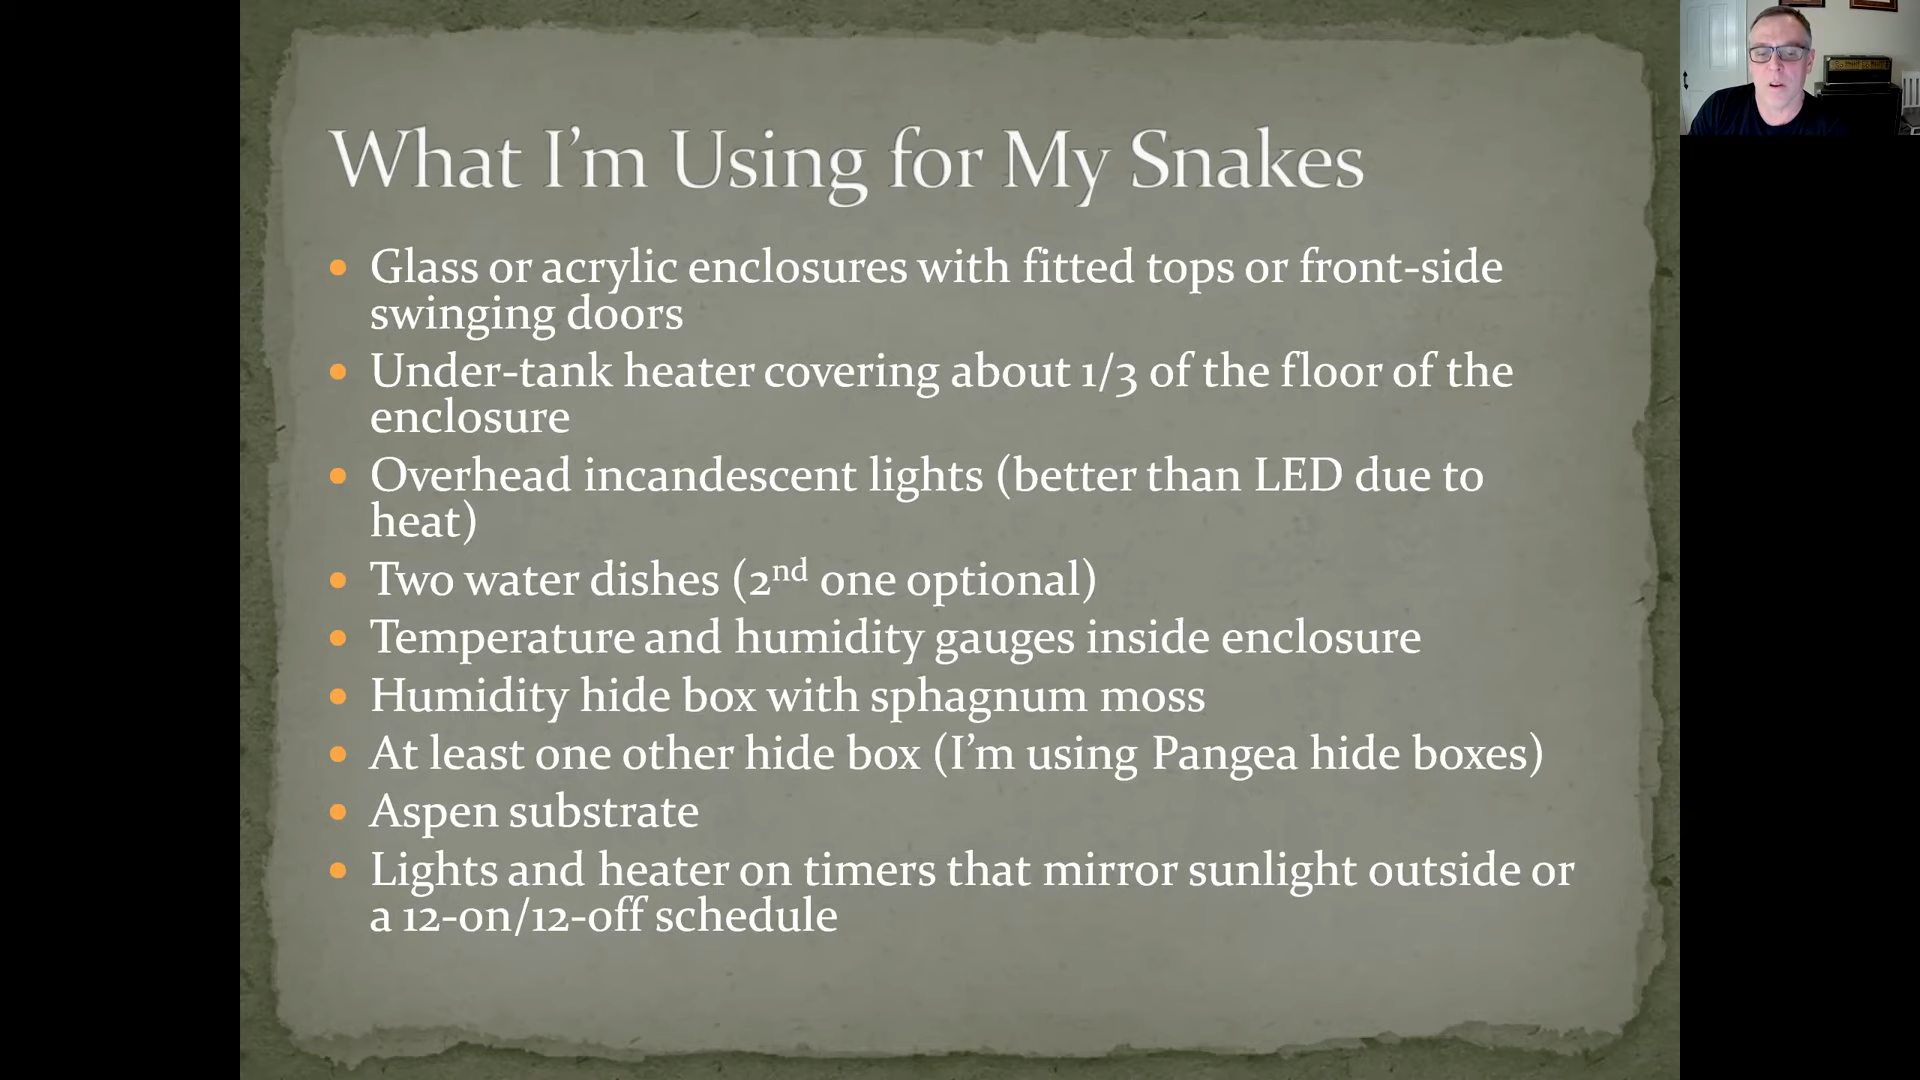 What I'm Using for My Snakes
• Glass or acrylic enclosures with fitted tops or front-side
swinging doors
• Under-tank heater covering about 1/3 of the floor of the
enclosure
• Overhead incandescent lights (better than LED due to
heat)
• Two water dishes (2nd one optional)
• Temperature and humidity gauges inside enclosure
• Humidity hide box with sphagnum moss
• At least one other hide box (I'm using Pangea hide boxes)
• Aspen substrate
• Lights and heater on timers that mirror sunlight outside or
a 12-on/12-off schedule